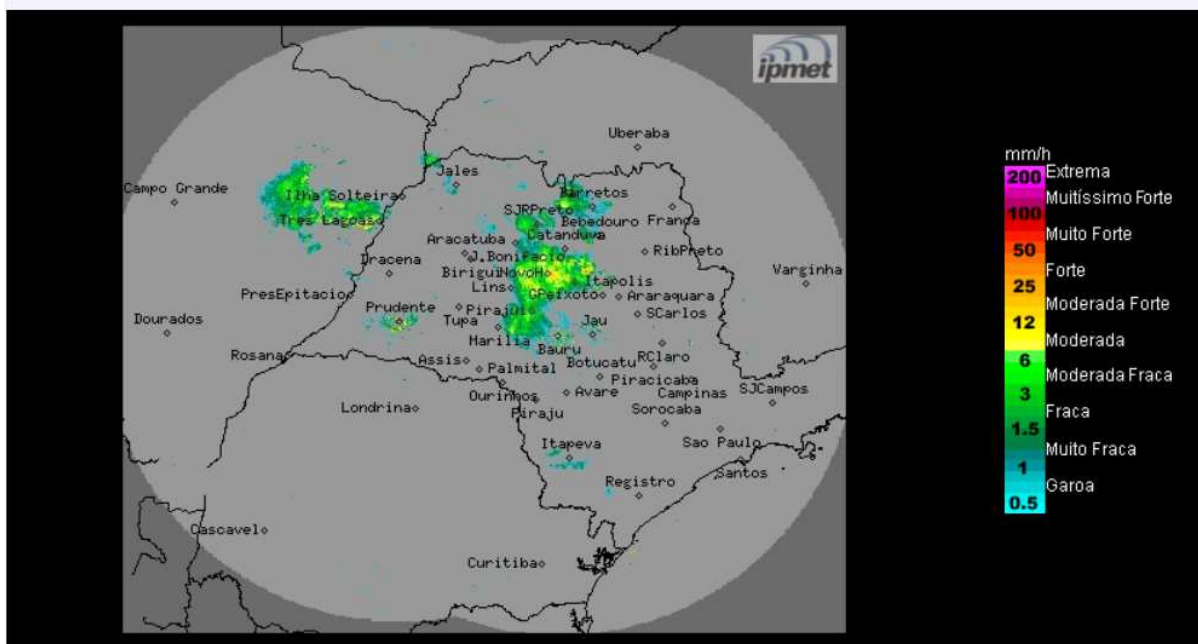 ipmet
Uberaba
Jales
Campo Grande
Ilha Solteira
Barretos
SJRPreto
Tres Lagoas
Bebedouro
Franca
Aracatuba
Catanduva
J.Bonifacio
RibPreto
Dracena
Birigui
NovoH
Varginha
Lins
Itapolis
PresEpitacio
GPeixoto
Araraquara
Prudente
Pirajui
SCarlos
Dourados
Tupa
Jau
Marilia
Bauru
Rosana
Assis
Palmital
Botucatu
RClaro
Piracicaba
SJCampos
Ourinhos
Avare
Campinas
Londrina
Piraju
Sorocaba
Itapeva
Sao Paulo
Santos
Registro
Cascavel
Curitiba
mm/h
200 Extrema
Muitíssimo Forte
100
Muito Forte
50
Forte
25
Moderada Forte
12
Moderada
6
Moderada Fraca
3
Fraca
1.5
Muito Fraca
1
Garoa
0.5